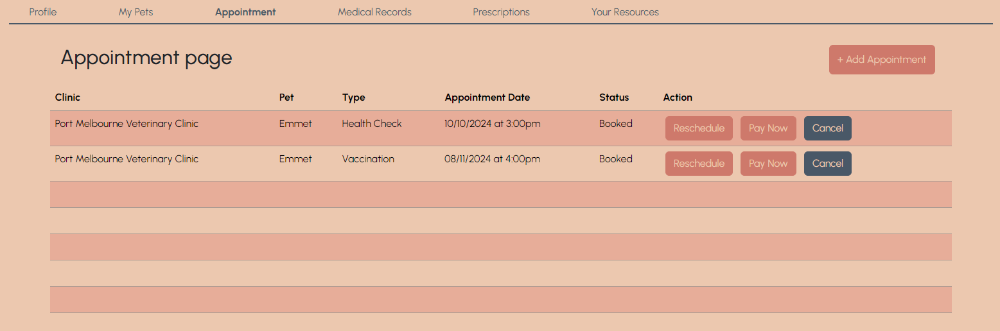 Profile My Pets Appointment Medical Records Prescriptions Your Resources
Appointment page + Add Appointment
Clinic Pet Type Appointment Date Status Action
Port Melbourne Veterinary Clinic Emmet Health Check 10/10/2024 at 3:00pm Booked Reschedule Pay Now Cancel
Port Melbourne Veterinary Clinic Emmet Vaccination 08/11/2024 at 4:00pm Booked Reschedule Pay Now Cancel